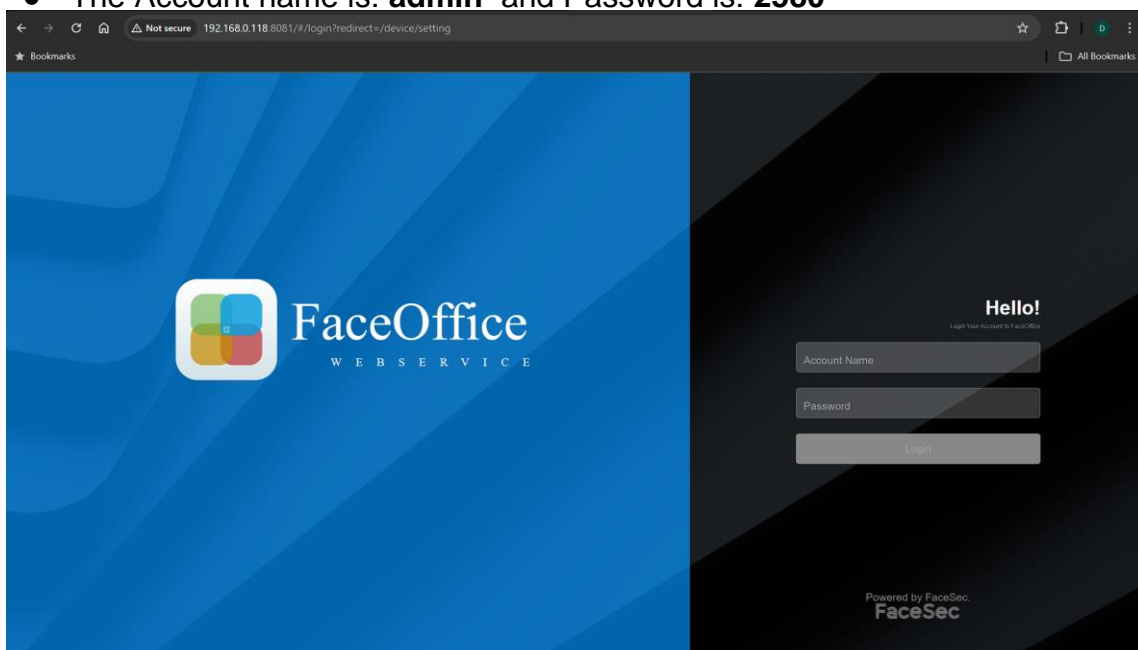 ● The Account name is: admin and Password is: 2580
Not secure 192.168.0.118:8081/#/login?redirect=/device/setting D
Bookmarks All Bookmarks
FaceOffice
WEBSERVICE
Hello!
Login Your Account to FaceOffice
Account Name
Password
Login
Powered by FaceSec.
FaceSec